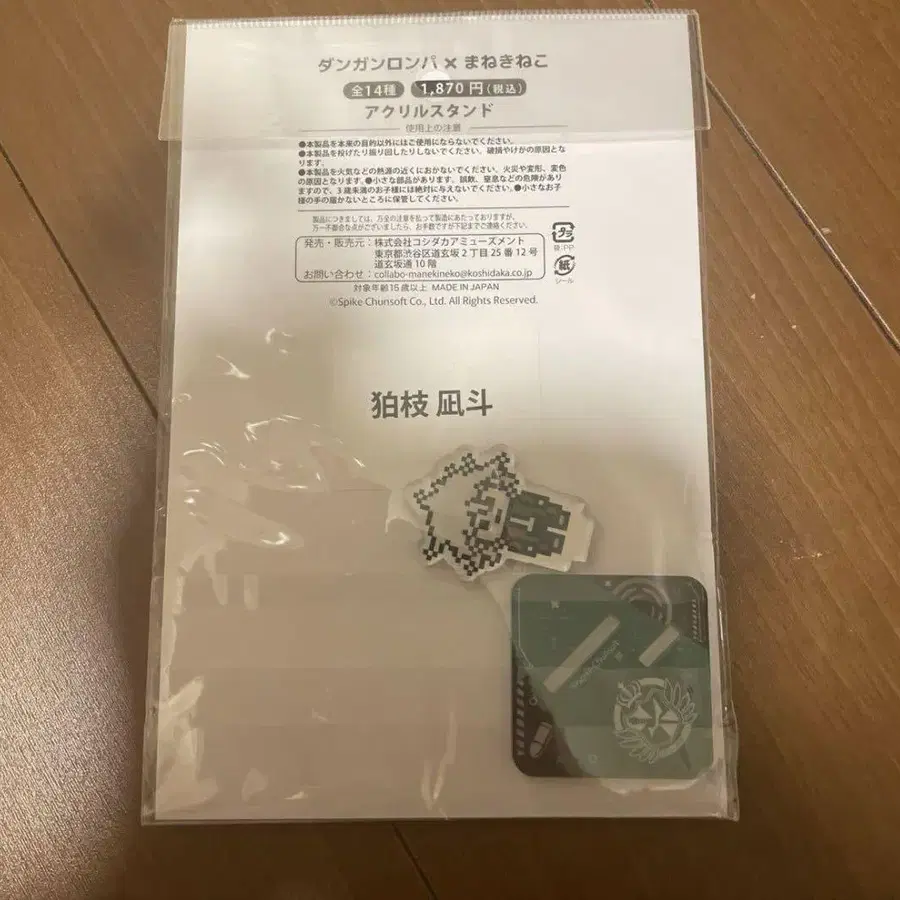 ダンガンロンパ × まねきねこ
全14種 1,870円(税込)
アクリルスタンド
使用上の注意
●本製品を本来の目的以外にはご使用にならないでください。
●本製品を投げたり振り回したりしないでください。破損やけがの原因とな
ります。
●本製品を火気などの熱源の近くにおかないでください。火災や変形、変色
の原因となります。●小さな部品があります。誤飲、窒息などの危険があり
ますので、3歳未満のお子様には絶対に与えないでください。●小さなお子
様の手の届かないところに保管してください。
製品につきましては、万全の注意を払って製造にあたっておりますが、
万一不都合な点がございましたら、お手数ですが下記までご連絡ください。
発売・販売元：株式会社コシダカアミューズメント
東京都渋谷区道玄坂2丁目25番12号
道玄坂通10階
お問い合わせ：collabo-manekineko@koshidaka.co.jp
プラ
袋:PP
紙
シール
対象年齢15歳以上 MADE IN JAPAN
©Spike Chunsoft Co., Ltd. All Rights Reserved.
狛枝 凪斗